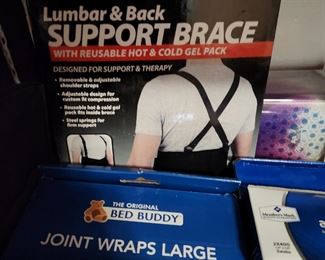 Lumbar & Back
SUPPORT BRACE
WITH REUSABLE HOT & COLD GEL PACK
DESIGNED FOR SUPPORT & THERAPY
• Removable & adjustable
shoulder straps
• Adjustable design for
custom fit compression
• Reusable hot & cold gel
pack fits inside brace
• Steel springs for
firm support
THE ORIGINAL
BED BUDDY
JOINT WRAPS LARGE
Member's Mark
2X400